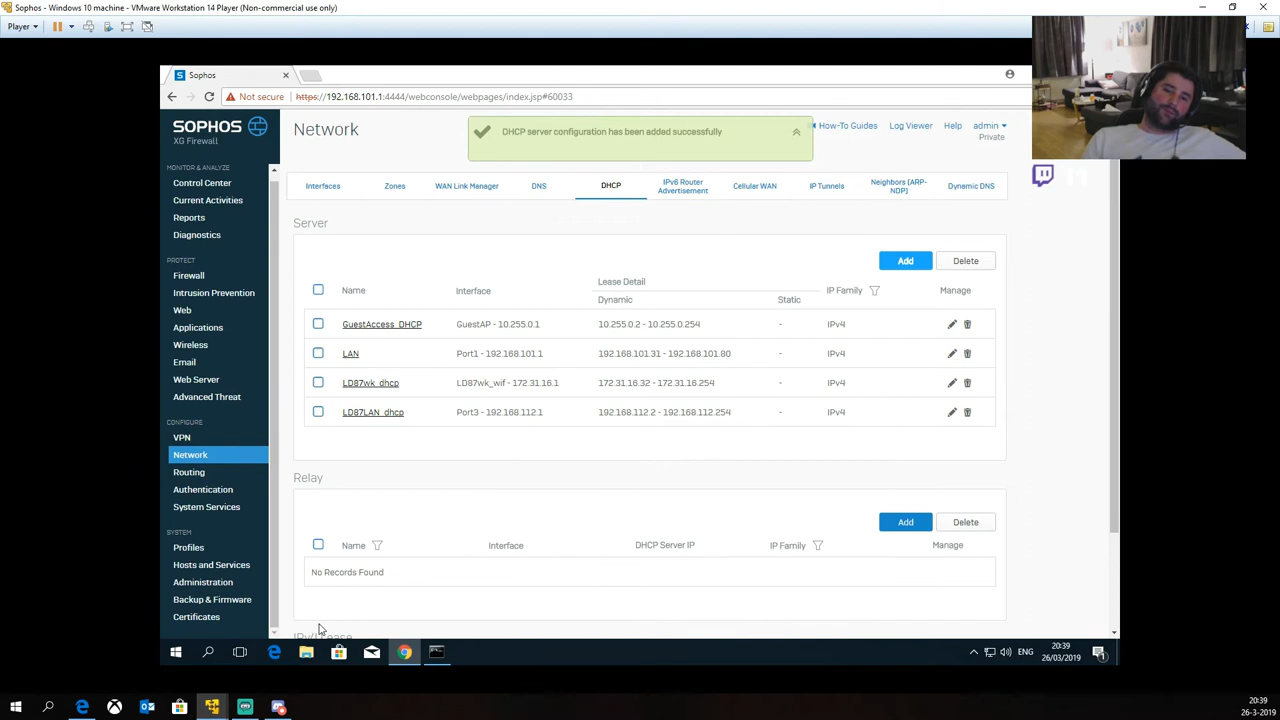 Sophos - Windows 10 machine - VMware Workstation 14 Player (Non-commercial use only)
Player
Sophos
Not secure
https://192.168.101.1:4444/webconsole/webpages/index.jsp#60033
SOPHOS
XG Firewall
Network
DHCP server configuration has been added successfully
How-To Guides
Log Viewer
Help
admin
Private
MONITOR & ANALYZE
Control Center
Current Activities
Reports
Diagnostics
PROTECT
Firewall
Intrusion Prevention
Web
Applications
Wireless
Email
Web Server
Advanced Threat
CONFIGURE
VPN
Network
Routing
Authentication
System Services
SYSTEM
Profiles
Hosts and Services
Administration
Backup & Firmware
Certificates
Interfaces
Zones
WAN Link Manager
DNS
DHCP
IPv6 Router Advertisement
Cellular WAN
IP Tunnels
Neighbors (ARP-NDP)
Dynamic DNS
Server
Add
Delete
Name
Interface
Lease Detail
Dynamic
Static
IP Family
Manage
GuestAccess_DHCP GuestAP - 10.255.0.1 10.255.0.2 - 10.255.0.254 - IPv4
LAN Port1 - 192.168.101.1 192.168.101.31 - 192.168.101.80 - IPv4
LD87wk_dhcp LD87wk_wif - 172.31.16.1 172.31.16.32 - 172.31.16.254 - IPv4
LD87LAN_dhcp Port3 - 192.168.112.1 192.168.112.2 - 192.168.112.254 - IPv4
Relay
Add
Delete
Name
Interface
DHCP Server IP
IP Family
Manage
No Records Found
ENG
20:39
26/03/2019
20:39
26-3-2019